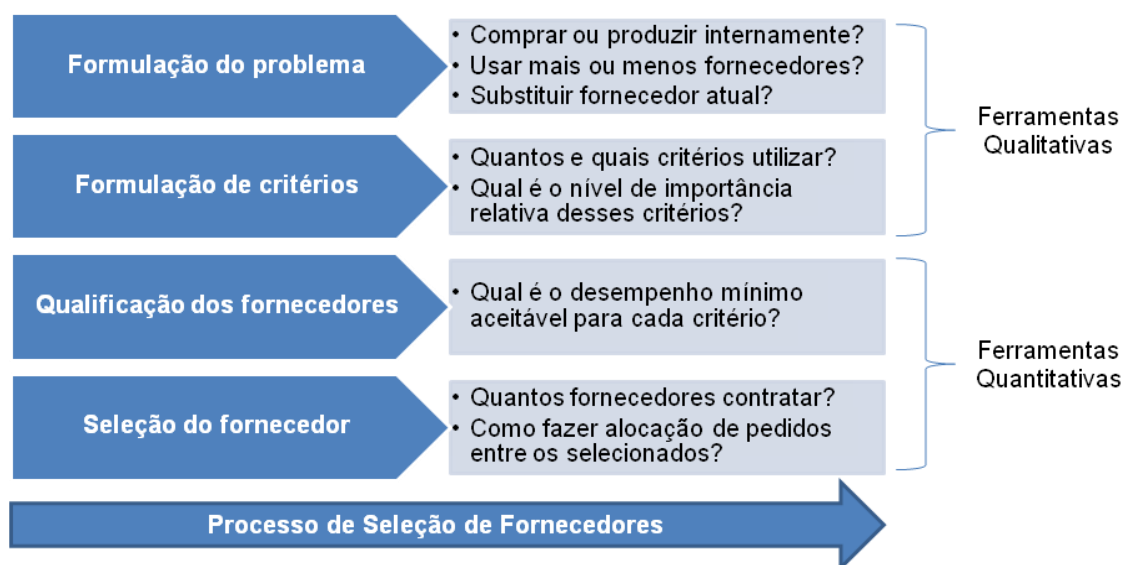 Formulação do problema
• Comprar ou produzir internamente?
• Usar mais ou menos fornecedores?
• Substituir fornecedor atual?
Formulação de critérios
• Quantos e quais critérios utilizar?
• Qual é o nível de importância
relativa desses critérios?
Ferramentas
Qualitativas
Qualificação dos fornecedores
• Qual é o desempenho mínimo
aceitável para cada critério?
Seleção do fornecedor
• Quantos fornecedores contratar?
• Como fazer alocação de pedidos
entre os selecionados?
Ferramentas
Quantitativas
Processo de Seleção de Fornecedores